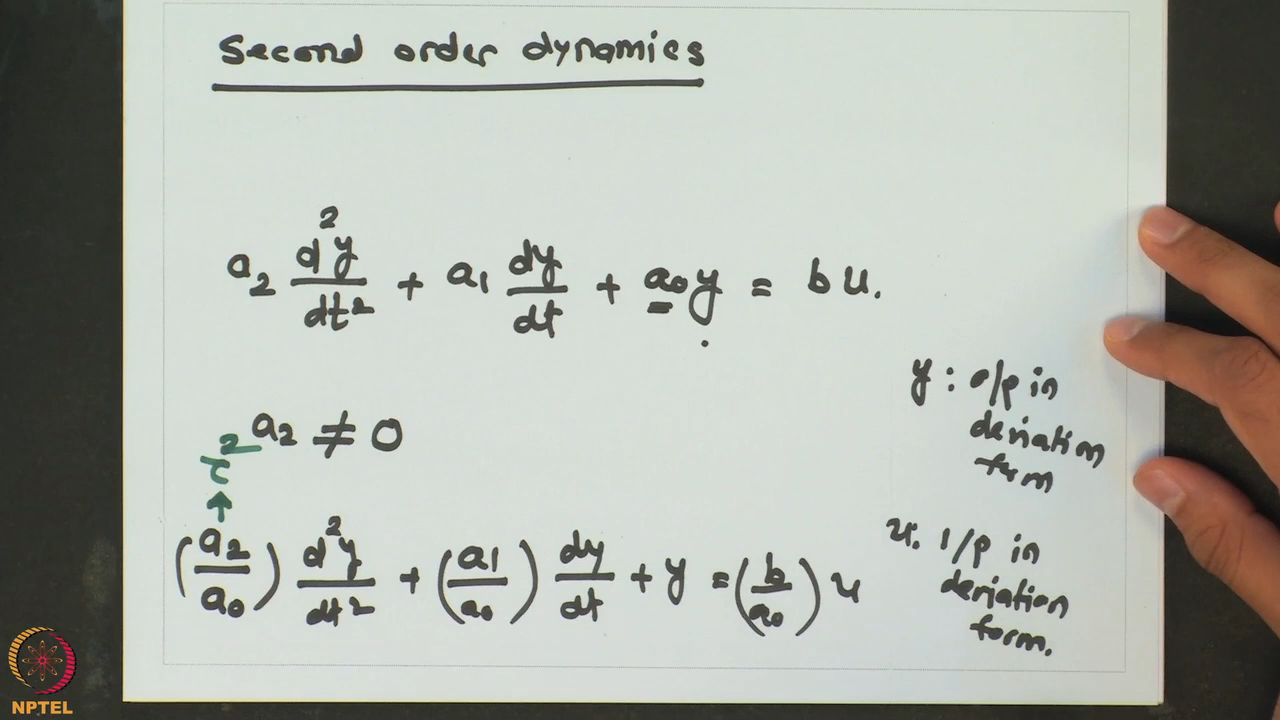 Second order dynamics
a₂ d²y/dt² + a₁ dy/dt + a₀y = bu.
y : o/p in
deviation
form
a₂ ≠ 0
τ²
(a₂/a₀) d²y/dt² + (a₁/a₀) dy/dt + y = (b/a₀) u
u: i/p in
deviation
form.
NPTEL